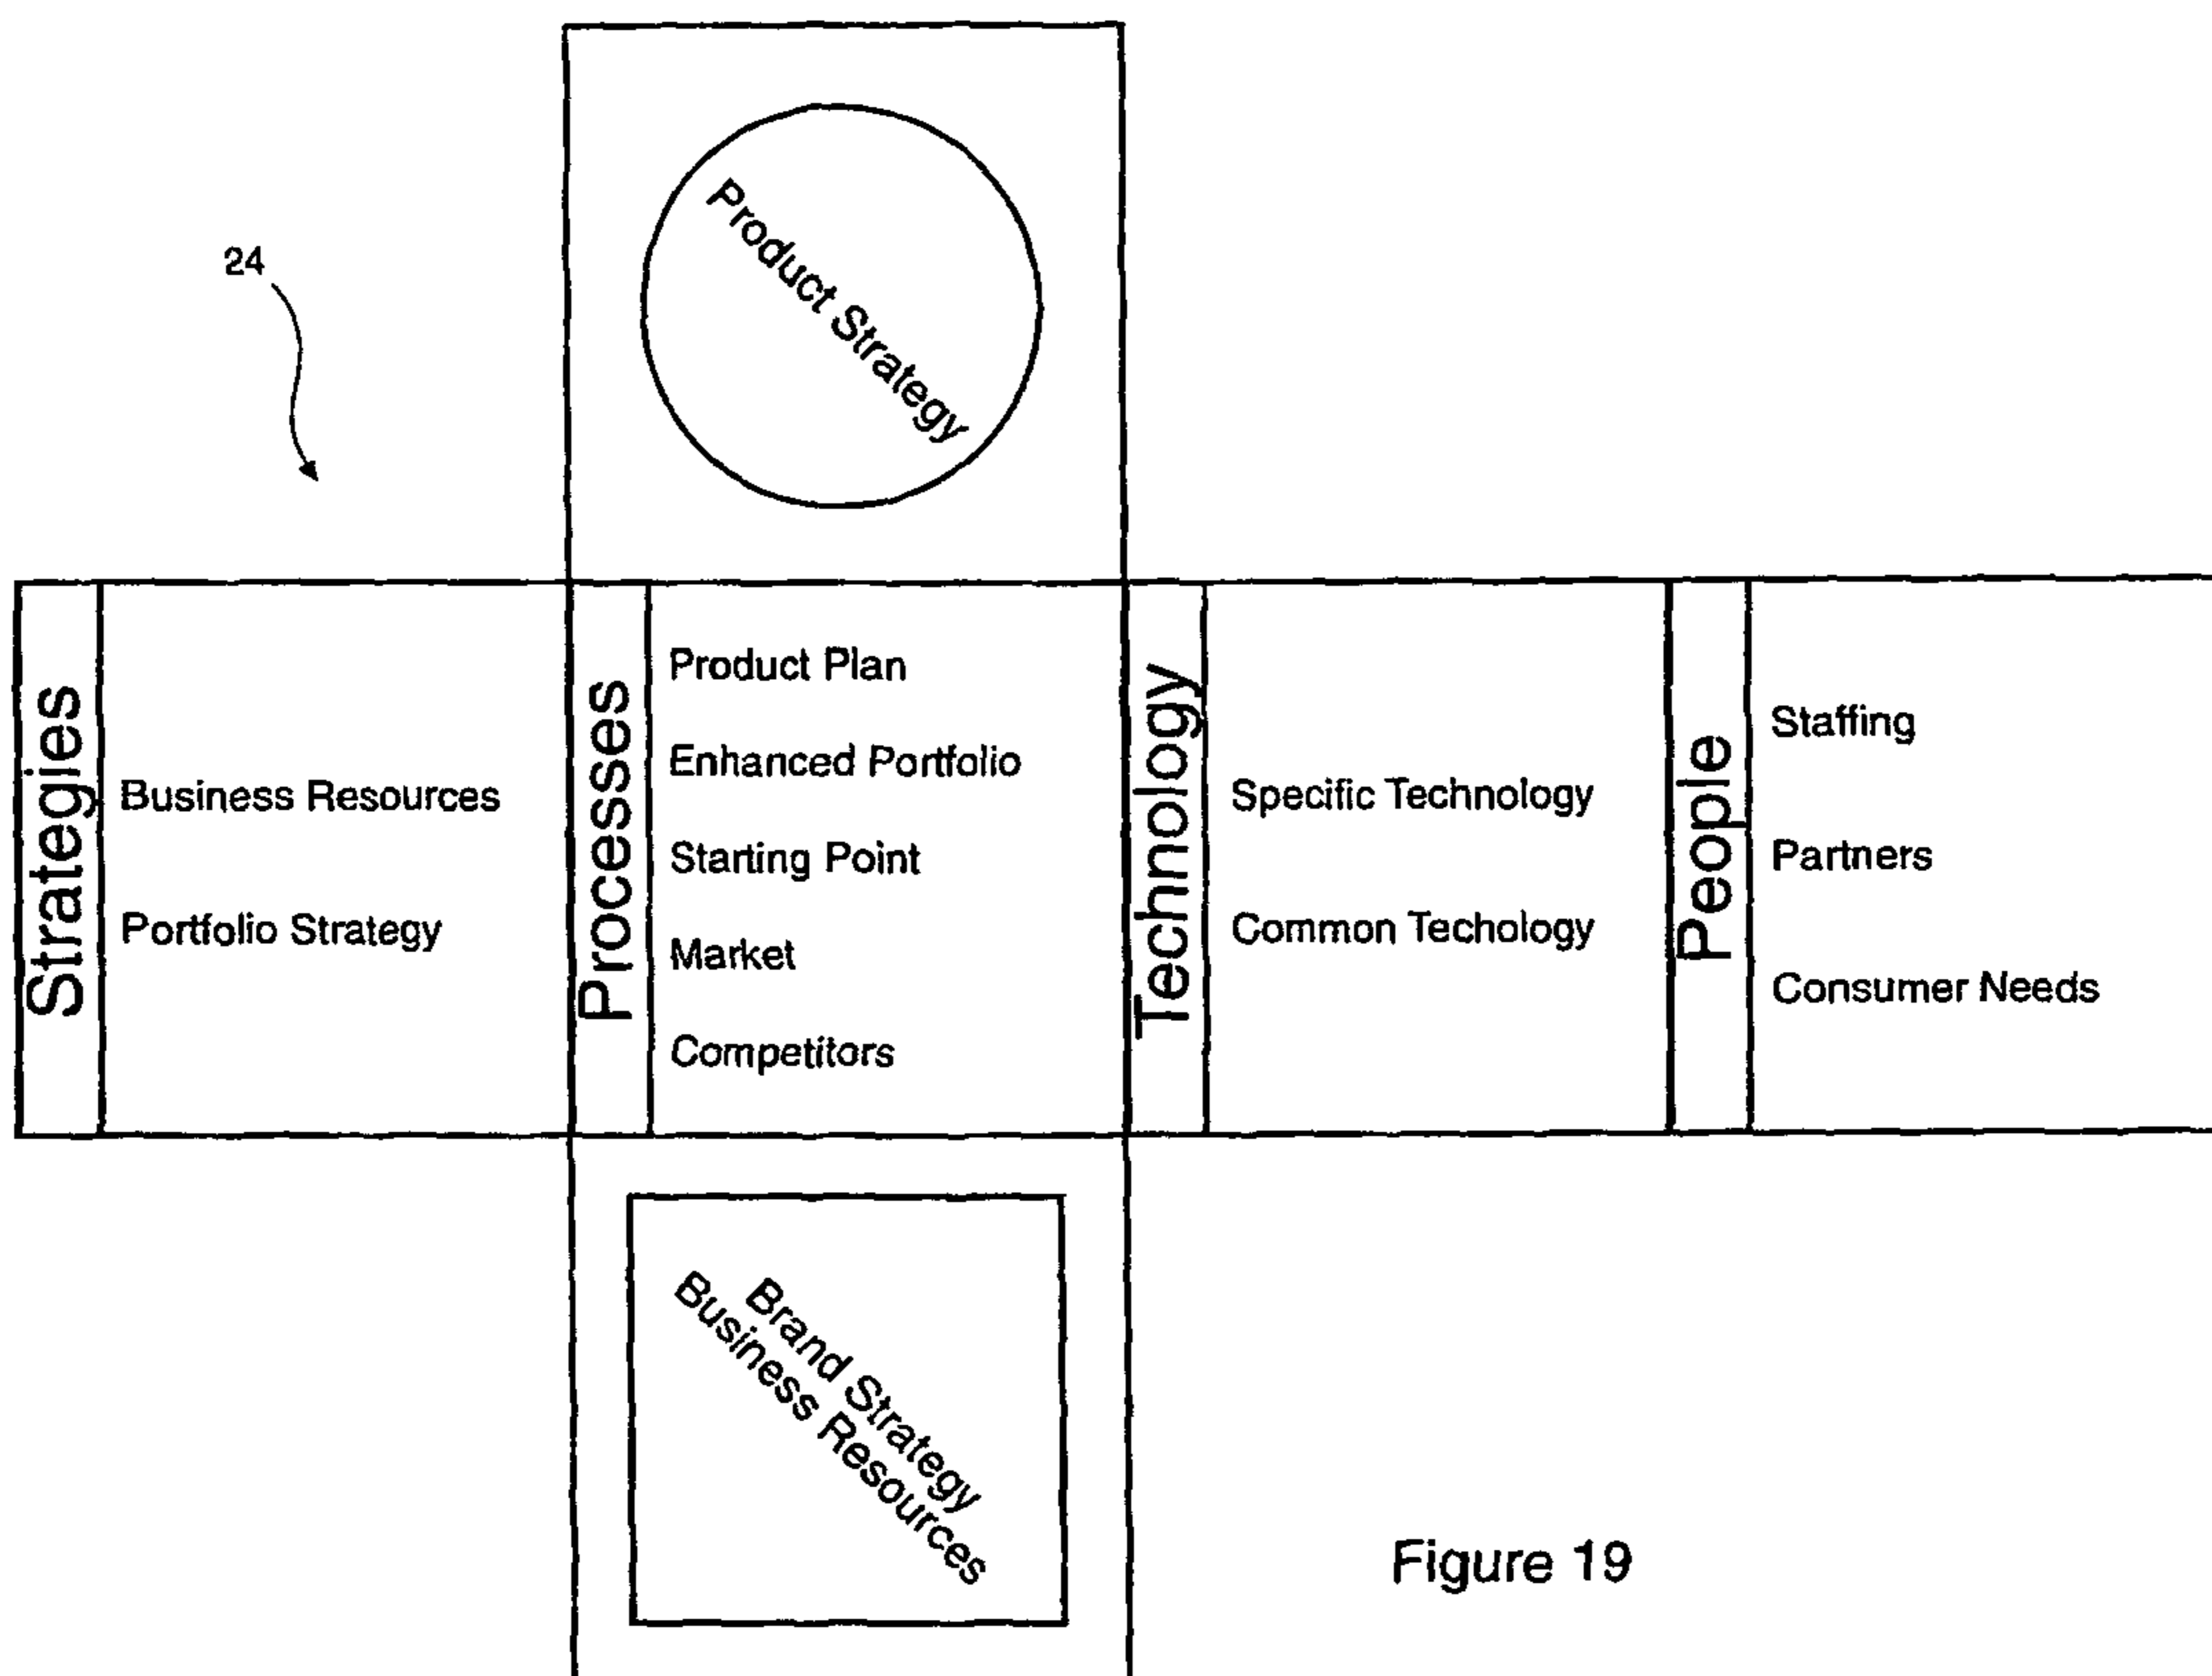 24
Product Strategy
Strategies
Business Resources
Portfolio Strategy
Processes
Product Plan
Enhanced Portfolio
Starting Point
Market
Competitors
Technology
Specific Technology
Common Techology
People
Staffing
Partners
Consumer Needs
Brand Strategy
Business Resources
Figure 19